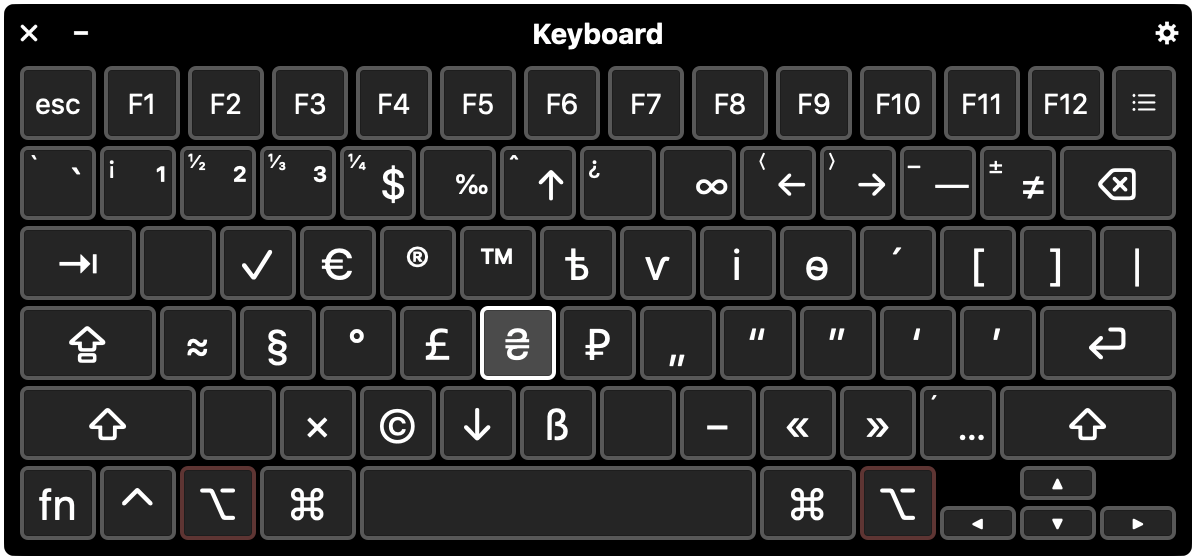 Keyboard
esc F1 F2 F3 F4 F5 F6 F7 F8 F9 F10 F11 F12
` ` ¡ 1 ½ 2 ⅓ 3 ¼ $ ‰ ˆ ↑ ¿ ∞ ⟨ ← ⟩ → – — ± ≠ ⌫
⇥ ✓ € ® ™ ѣ ѵ і ѳ ´ [ ] |
≈ § ° £ ₴ ₽ „ “ ” ‘ ’ ↩
⇧ × © ↓ ß – « » ´ … ⇧
fn ⌃ ⌥ ⌘ ⌘ ⌥ ◀ ▲ ▼ ▶